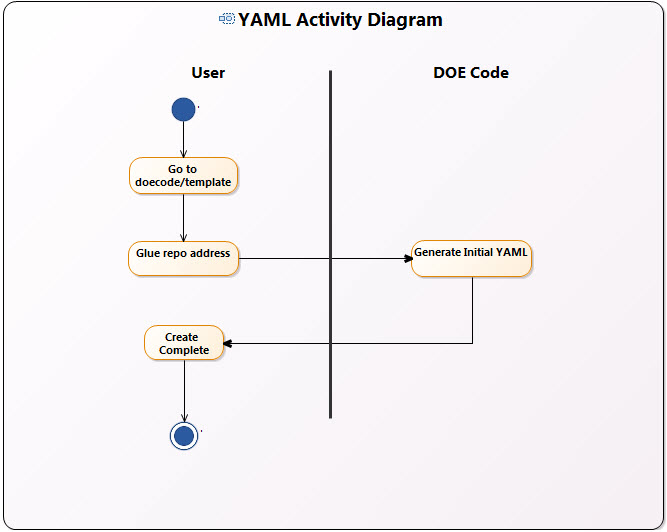 YAML Activity Diagram
User
DOE Code
Go to
doecode/template
Glue repo address
Generate Initial YAML
Create
Complete